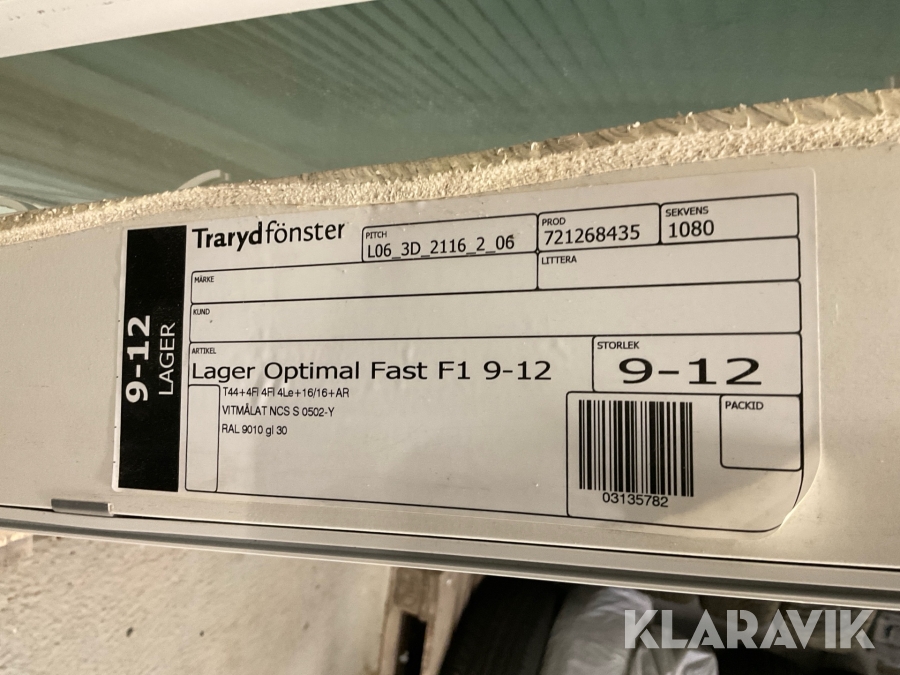 9-12
LAGER
Tarydfönster
PITCH
L06_3D_2116_2_06
PROD
721268435
SEKVENS
1080
MÄRKE
LITTERA
KUND
ARTIKEL
Lager Optimal Fast F1 9-12
STORLEK
9-12
T44+4Fl 4Fl 4Le+16/16+AR
VITMÅLAT NCS S 0502-Y
RAL 9010 gl 30
PACKID
03135782
KLARAVIK